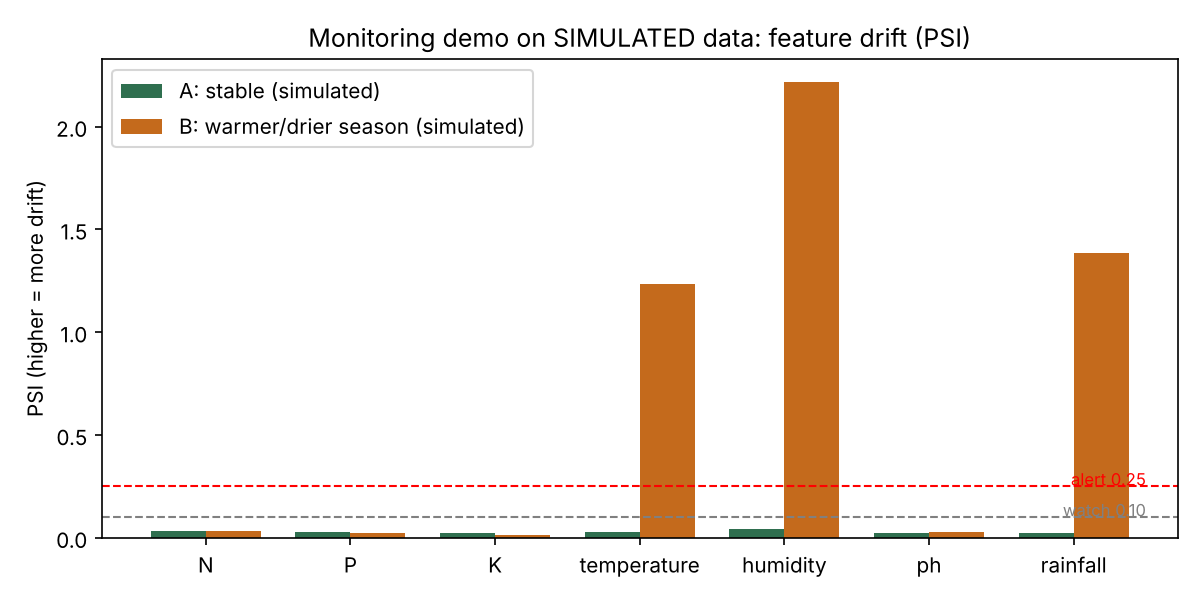 Monitoring demo on SIMULATED data: feature drift (PSI)
A: stable (simulated)
B: warmer/drier season (simulated)
PSI (higher = more drift)
2.0
1.5
1.0
0.5
0.0
alert 0.25
watch 0.10
N P K temperature humidity ph rainfall